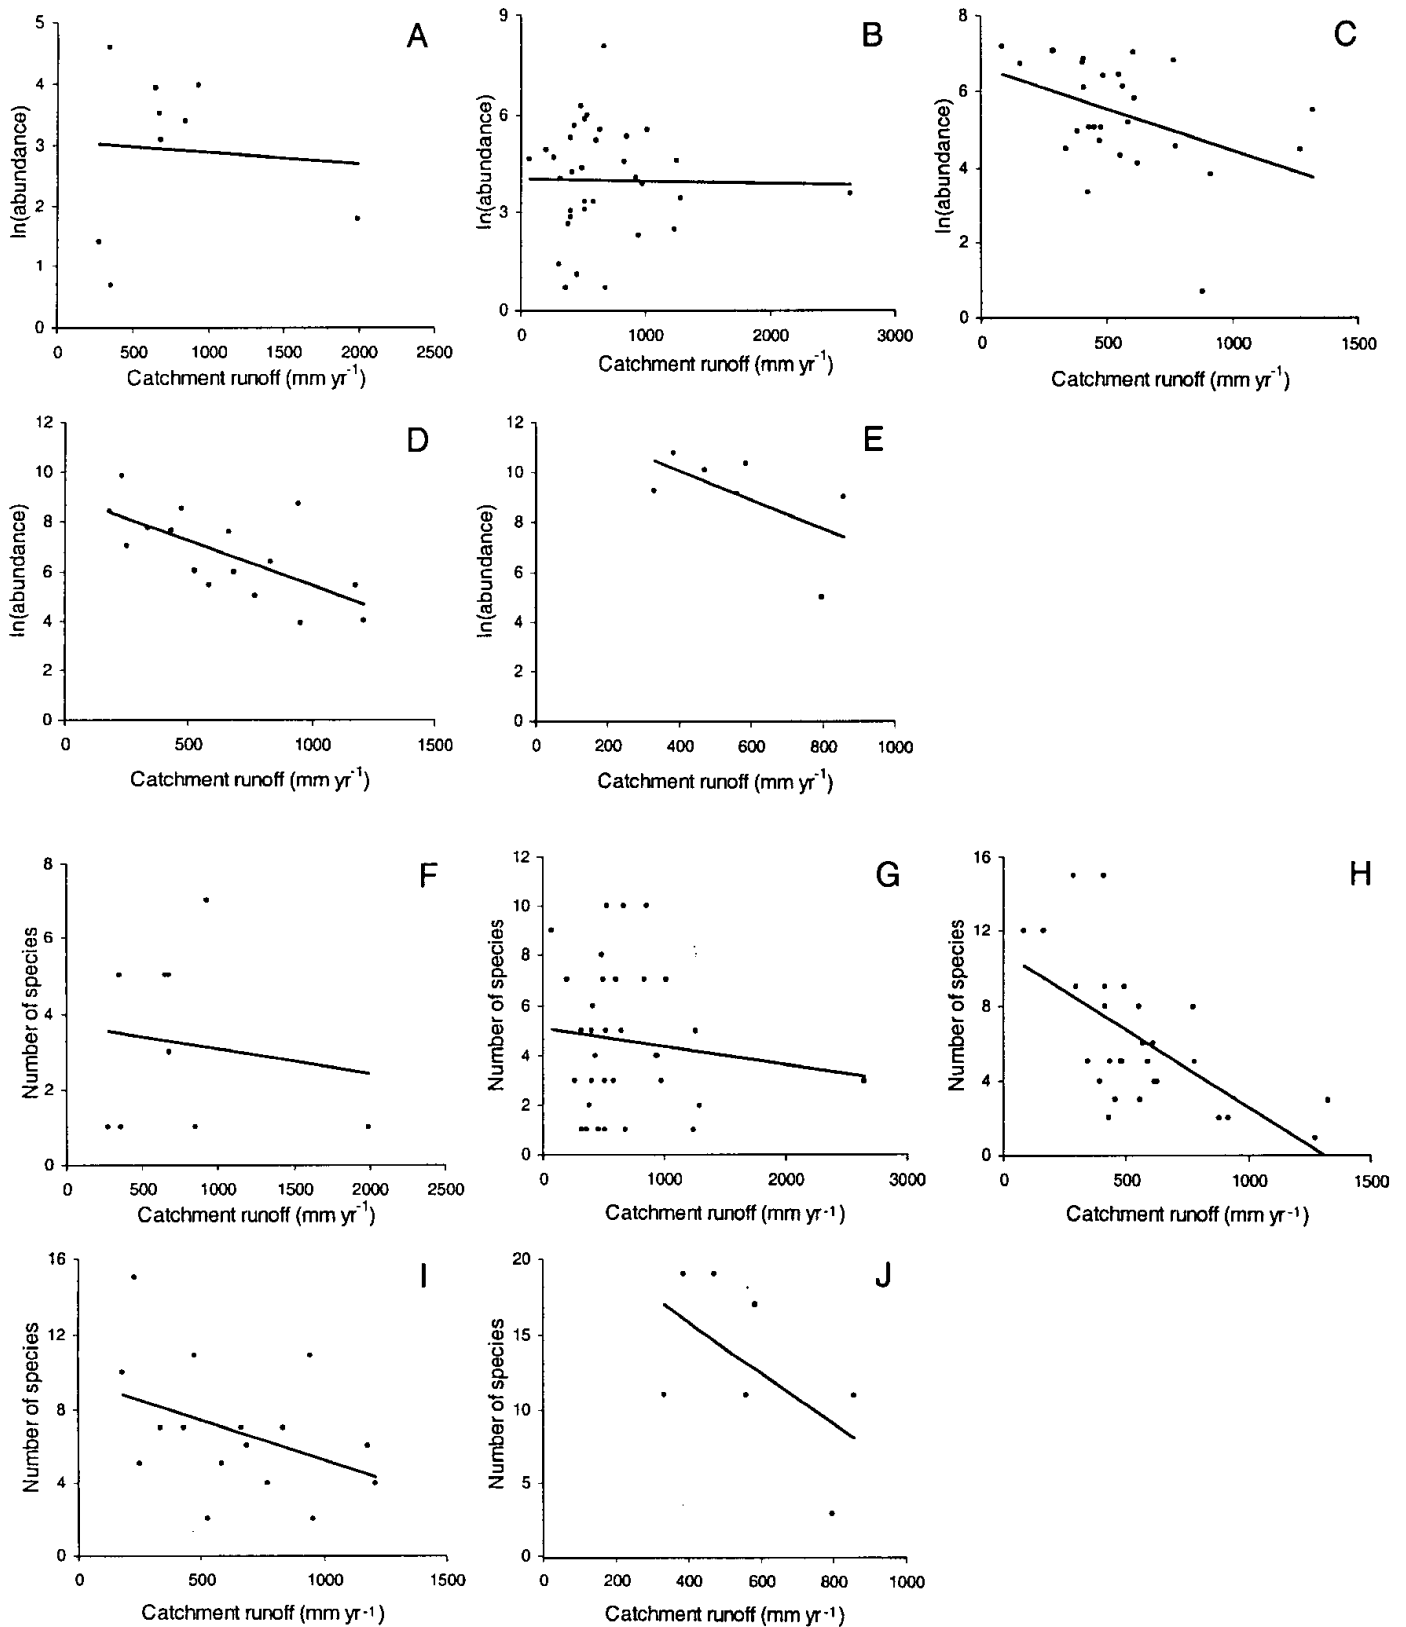 A
5
4
3
2
1
0
ln(abundance)
0 500 1000 1500 2000 2500
Catchment runoff (mm yr-1)
B
9
6
3
0
ln(abundance)
0 1000 2000 3000
Catchment runoff (mm yr-1)
C
8
6
4
2
0
ln(abundance)
0 500 1000 1500
Catchment runoff (mm yr-1)
D
12
10
8
6
4
2
0
ln(abundance)
0 500 1000 1500
Catchment runoff (mm yr-1)
E
12
10
8
6
4
2
0
ln(abundance)
0 200 400 600 800 1000
Catchment runoff (mm yr-1)
F
8
6
4
2
0
Number of species
0 500 1000 1500 2000 2500
Catchment runoff (mm yr-1)
G
12
10
8
6
4
2
0
Number of species
0 1000 2000 3000
Catchment runoff (mm yr-1)
H
16
12
8
4
0
Number of species
0 500 1000 1500
Catchment runoff (mm yr-1)
I
16
12
8
4
0
Number of species
0 500 1000 1500
Catchment runoff (mm yr-1)
J
20
15
10
5
0
Number of species
0 200 400 600 800 1000
Catchment runoff (mm yr-1)